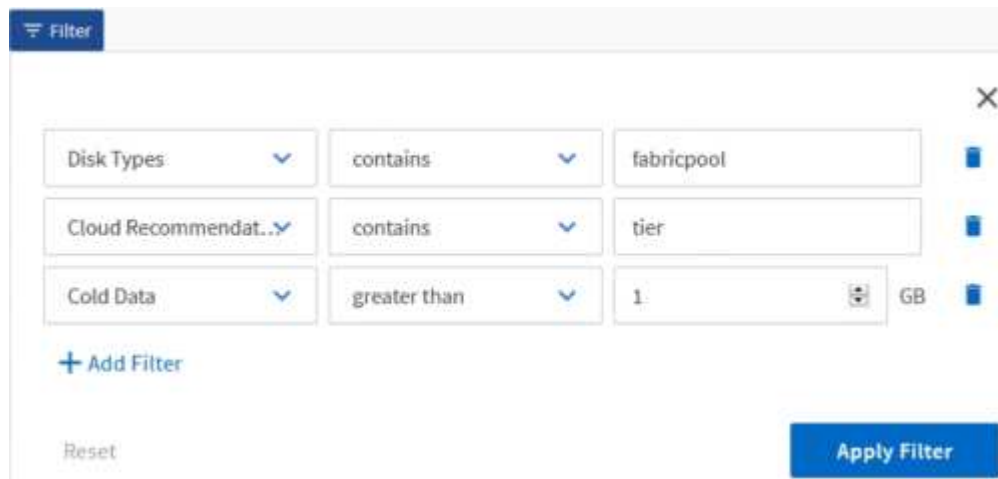 Filter
Disk Types contains fabricpool
Cloud Recommendat... contains tier
Cold Data greater than 1 GB
+ Add Filter
Reset Apply Filter